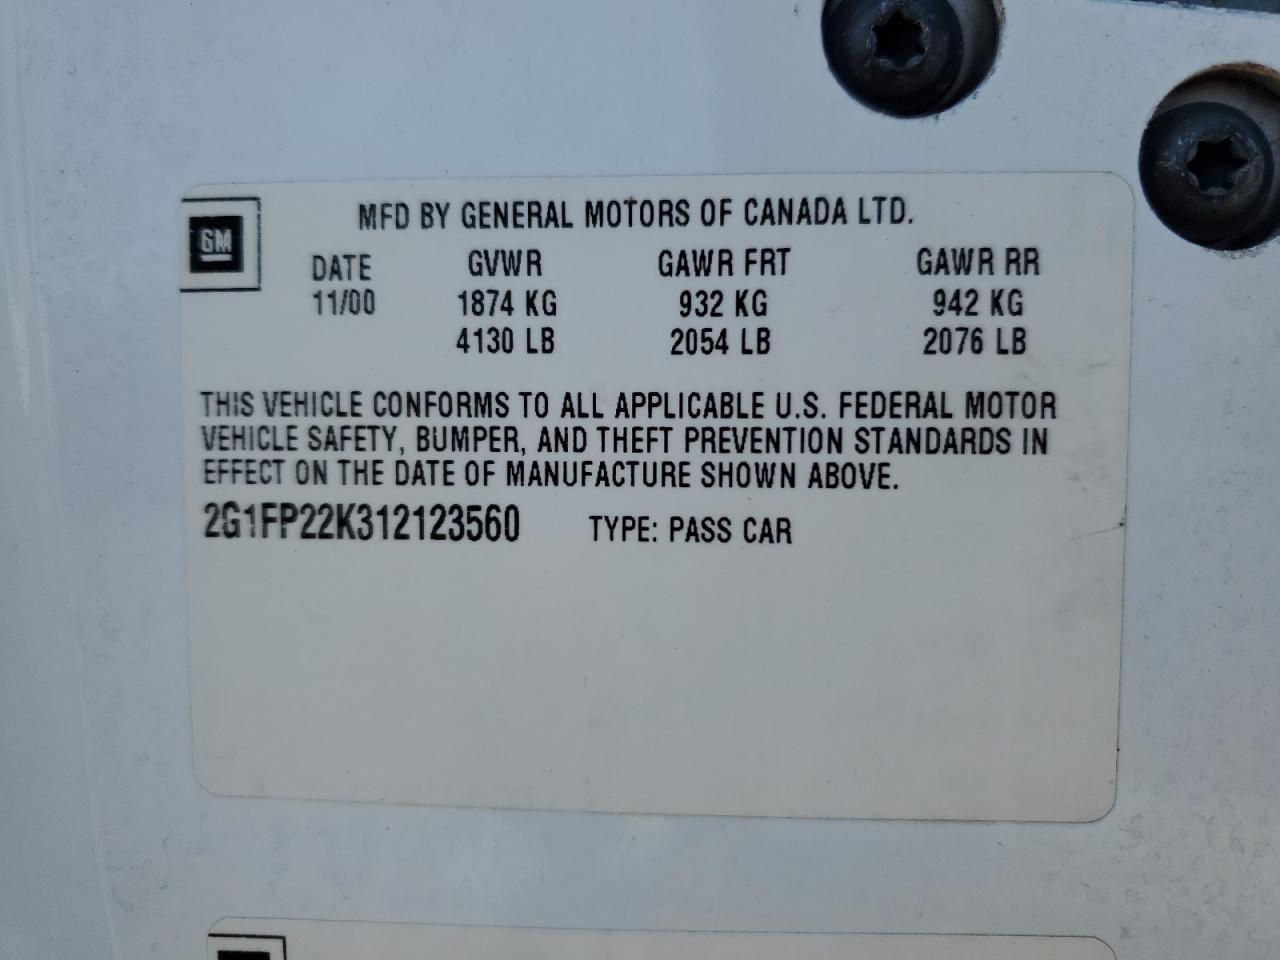 MFD BY GENERAL MOTORS OF CANADA LTD.
GM
DATE GVWR GAWR FRT GAWR RR
11/00 1874 KG 932 KG 942 KG
4130 LB 2054 LB 2076 LB
THIS VEHICLE CONFORMS TO ALL APPLICABLE U.S. FEDERAL MOTOR
VEHICLE SAFETY, BUMPER, AND THEFT PREVENTION STANDARDS IN
EFFECT ON THE DATE OF MANUFACTURE SHOWN ABOVE.
2G1FP22K312123560 TYPE: PASS CAR